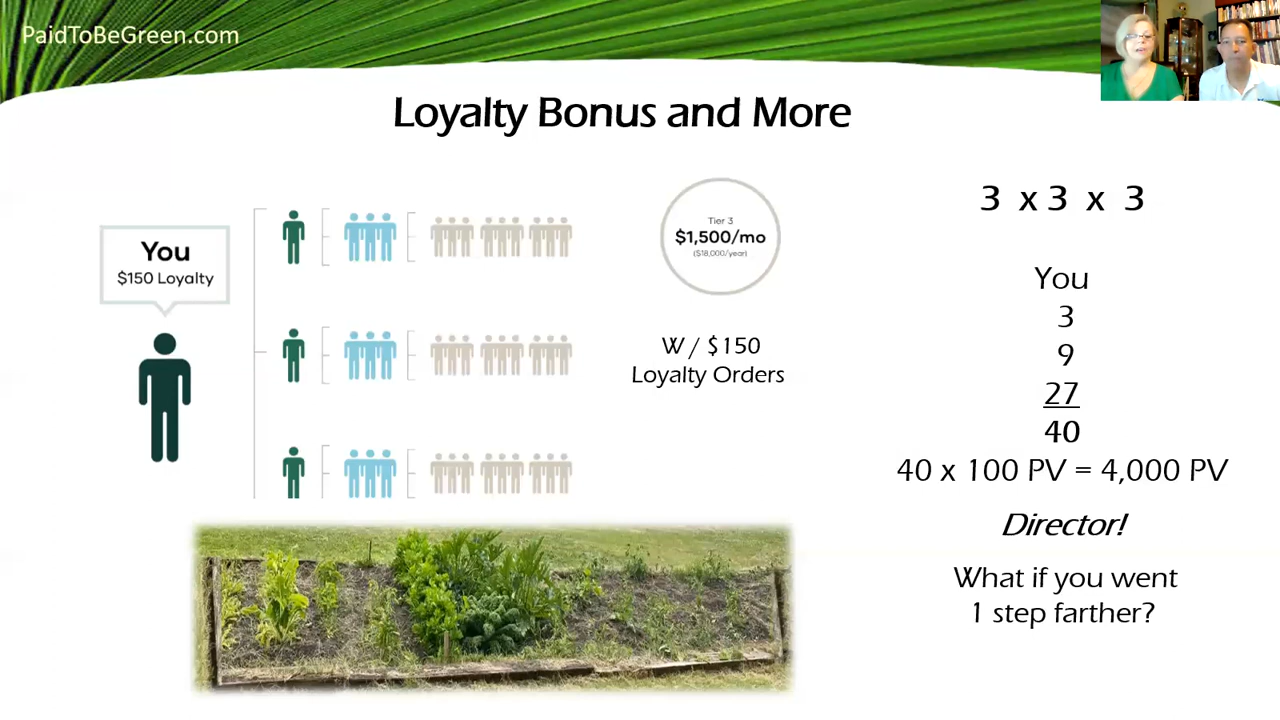 PaidToBeGreen.com
Loyalty Bonus and More
You
$150 Loyalty
Tier 3
$1,500/mo
($18,000/year)
W / $150
Loyalty Orders
3 x 3 x 3
You
3
9
27
40
40 x 100 PV = 4,000 PV
Director!
What if you went
1 step farther?